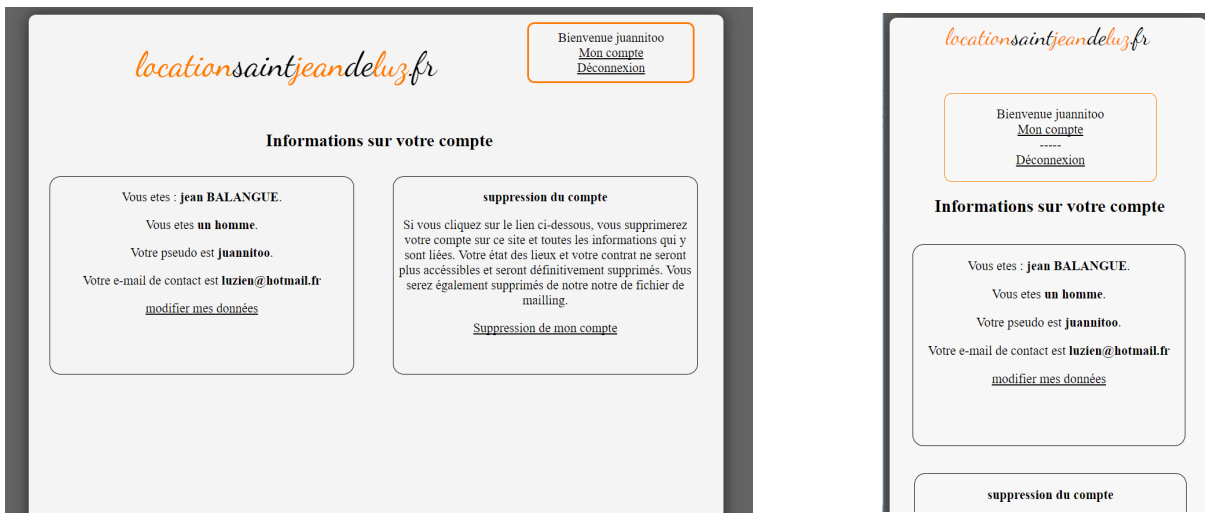 locationsaintjeandeluz.fr
Bienvenue juannitoo
Mon compte
Déconnexion
Informations sur votre compte
Vous etes : jean BALANGUE.
Vous etes un homme.
Votre pseudo est juannitoo.
Votre e-mail de contact est luzien@hotmail.fr
modifier mes données
suppression du compte
Si vous cliquez sur le lien ci-dessous, vous supprimerez
votre compte sur ce site et toutes les informations qui y
sont liées. Votre état des lieux et votre contrat ne seront
plus accéssibles et seront définitivement supprimés. Vous
serez également supprimés de notre notre de fichier de
mailling.
Suppression de mon compte
locationsaintjeandeluz.fr
Bienvenue juannitoo
Mon compte
-----
Déconnexion
Informations sur votre compte
Vous etes : jean BALANGUE.
Vous etes un homme.
Votre pseudo est juannitoo.
Votre e-mail de contact est luzien@hotmail.fr
modifier mes données
suppression du compte